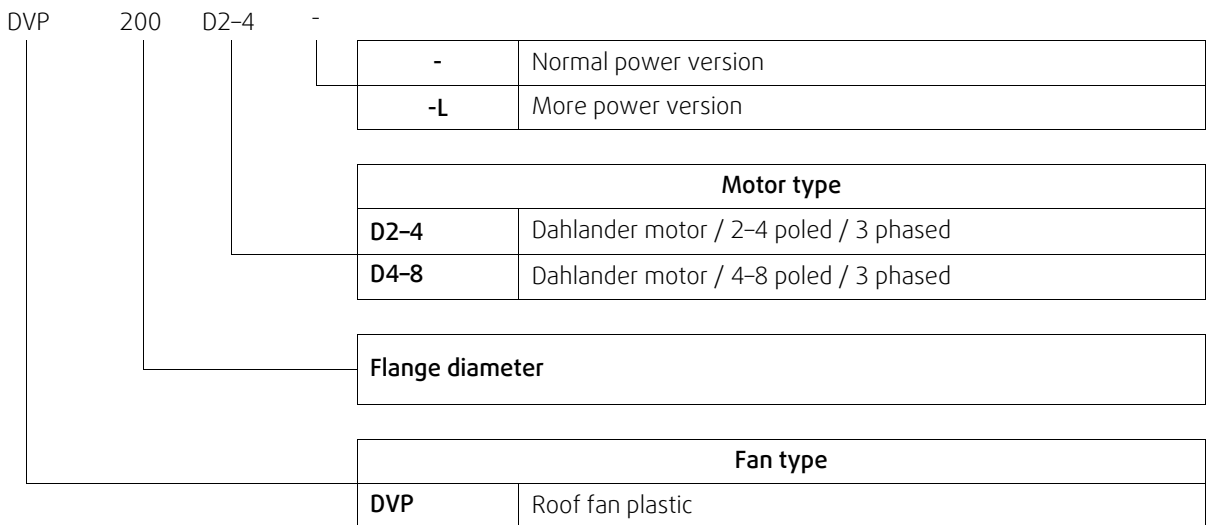 DVP 200 D2–4 -
- Normal power version
-L More power version
Motor type
D2–4 Dahlander motor / 2–4 poled / 3 phased
D4–8 Dahlander motor / 4–8 poled / 3 phased
Flange diameter
Fan type
DVP Roof fan plastic